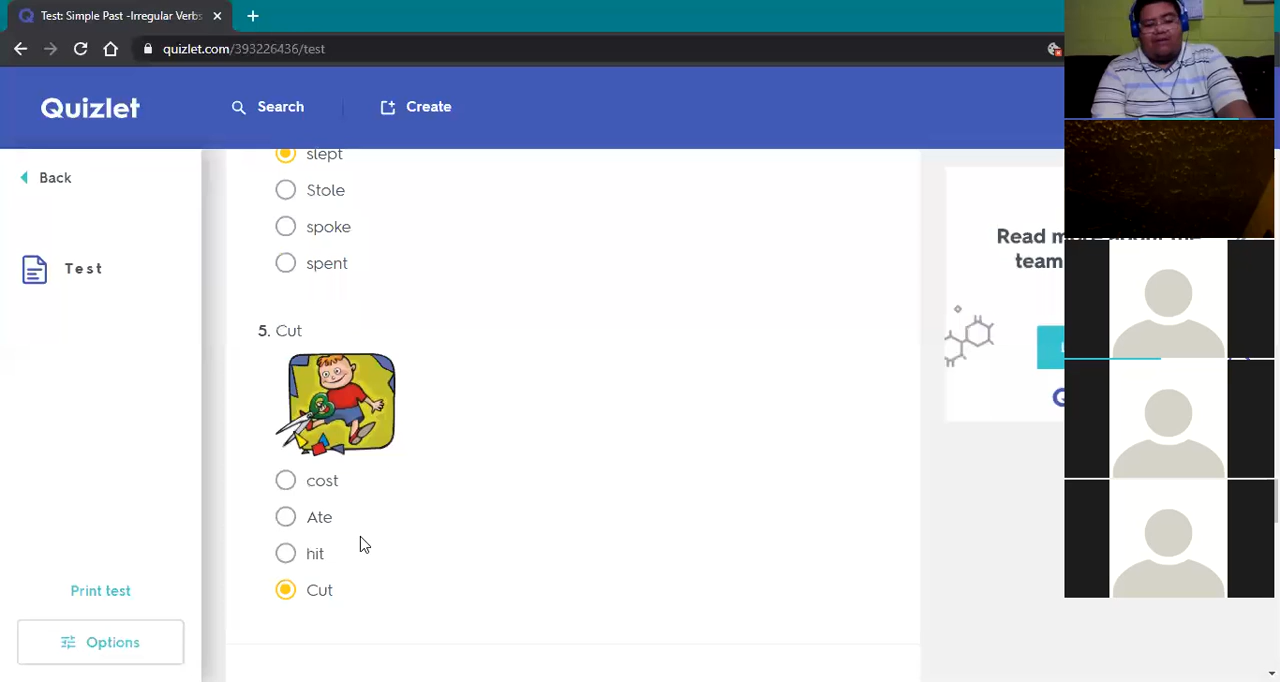 Test: Simple Past -Irregular Verbs
quizlet.com/393226436/test
Quizlet
Search
Create
Back
Test
slept
Stole
spoke
spent
5. Cut
cost
Ate
hit
Cut
Print test
Options
Read
team